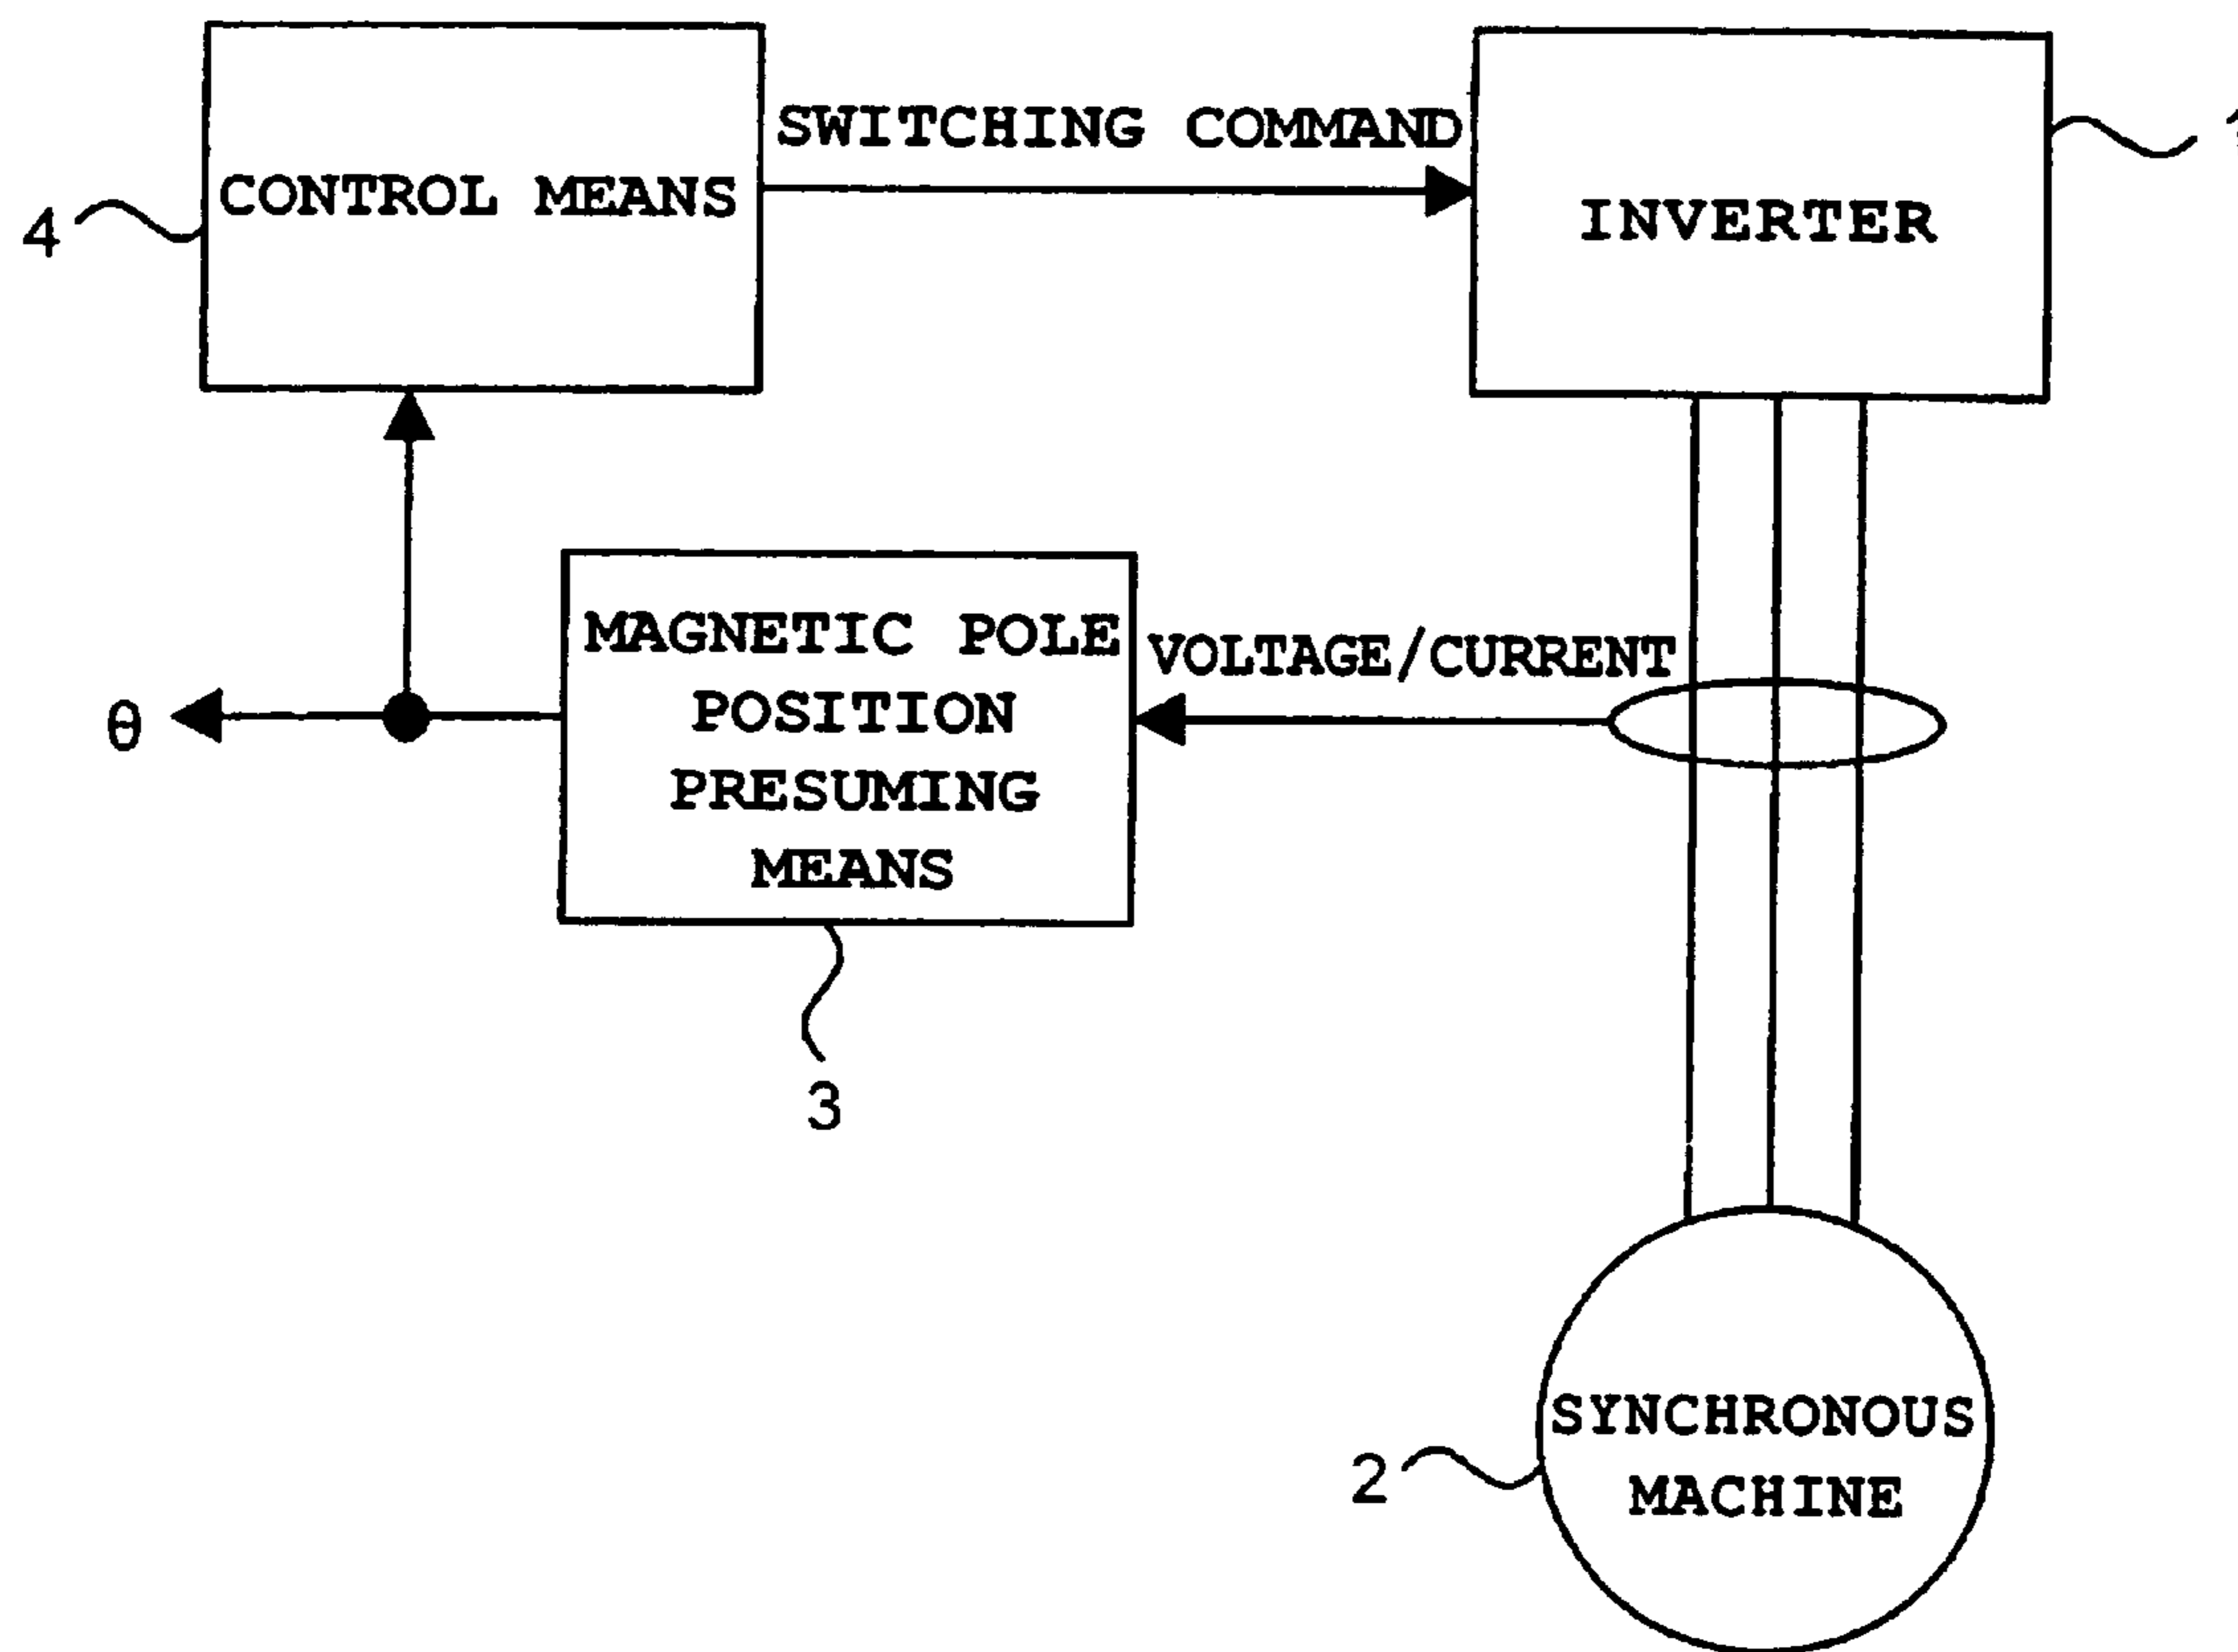 SWITCHING COMMAND
CONTROL MEANS
INVERTER
4
MAGNETIC POLE
POSITION
PRESUMING
MEANS
VOLTAGE/CURRENT
θ
3
SYNCHRONOUS
MACHINE
2